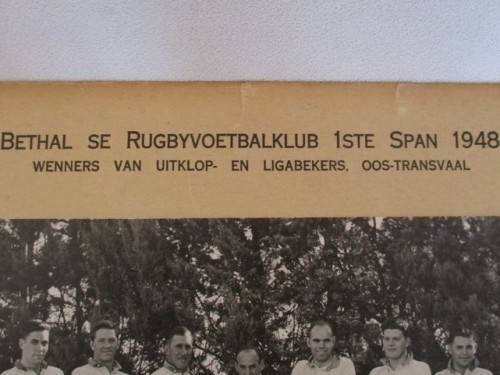 BETHAL SE RUGBYVOETBALKLUB 1STE SPAN 1948
WENNERS VAN UITKLOP- EN LIGABEKERS, OOS-TRANSVAAL